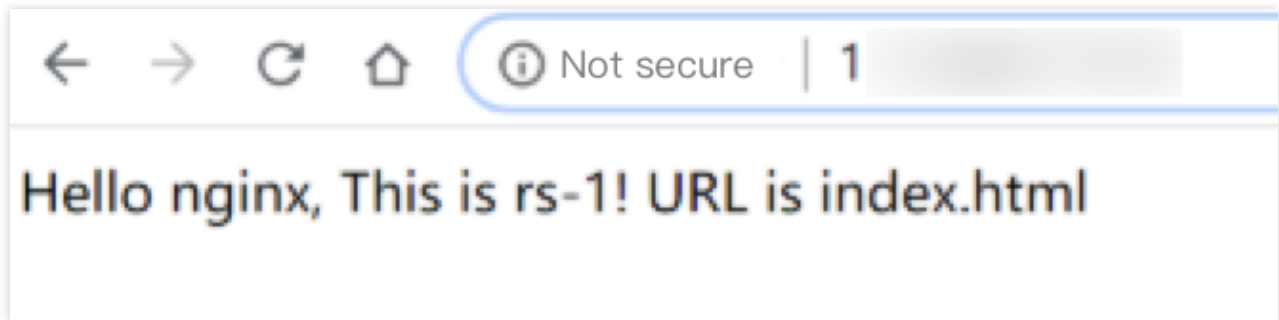 Not secure | 1
Hello nginx, This is rs-1! URL is index.html